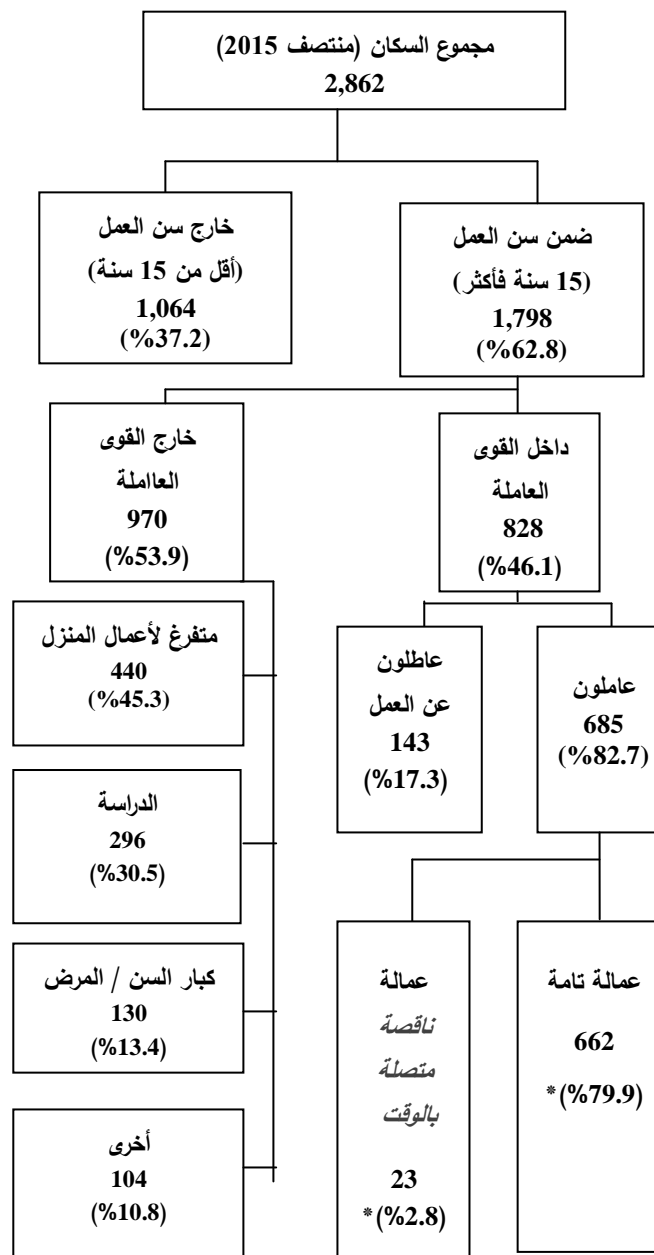 مجموع السكان (منتصف 2015)
2,862
ضمن سن العمل
(15 سنة فأكثر)
1,798
(%62.8)
خارج سن العمل
(أقل من 15 سنة)
1,064
(%37.2)
داخل القوى
العاملة
828
(%46.1)
خارج القوى
العااملة
970
(%53.9)
عاملون
685
(%82.7)
عاطلون
عن العمل
143
(%17.3)
متفرغ لأعمال المنزل
440
(%45.3)
الدراسة
296
(%30.5)
كبار السن / المرض
130
(%13.4)
أخرى
104
(%10.8)
عمالة تامة
662
*(%79.9)
عمالة
ناقصة
متصلة
بالوقت
23
*(%2.8)